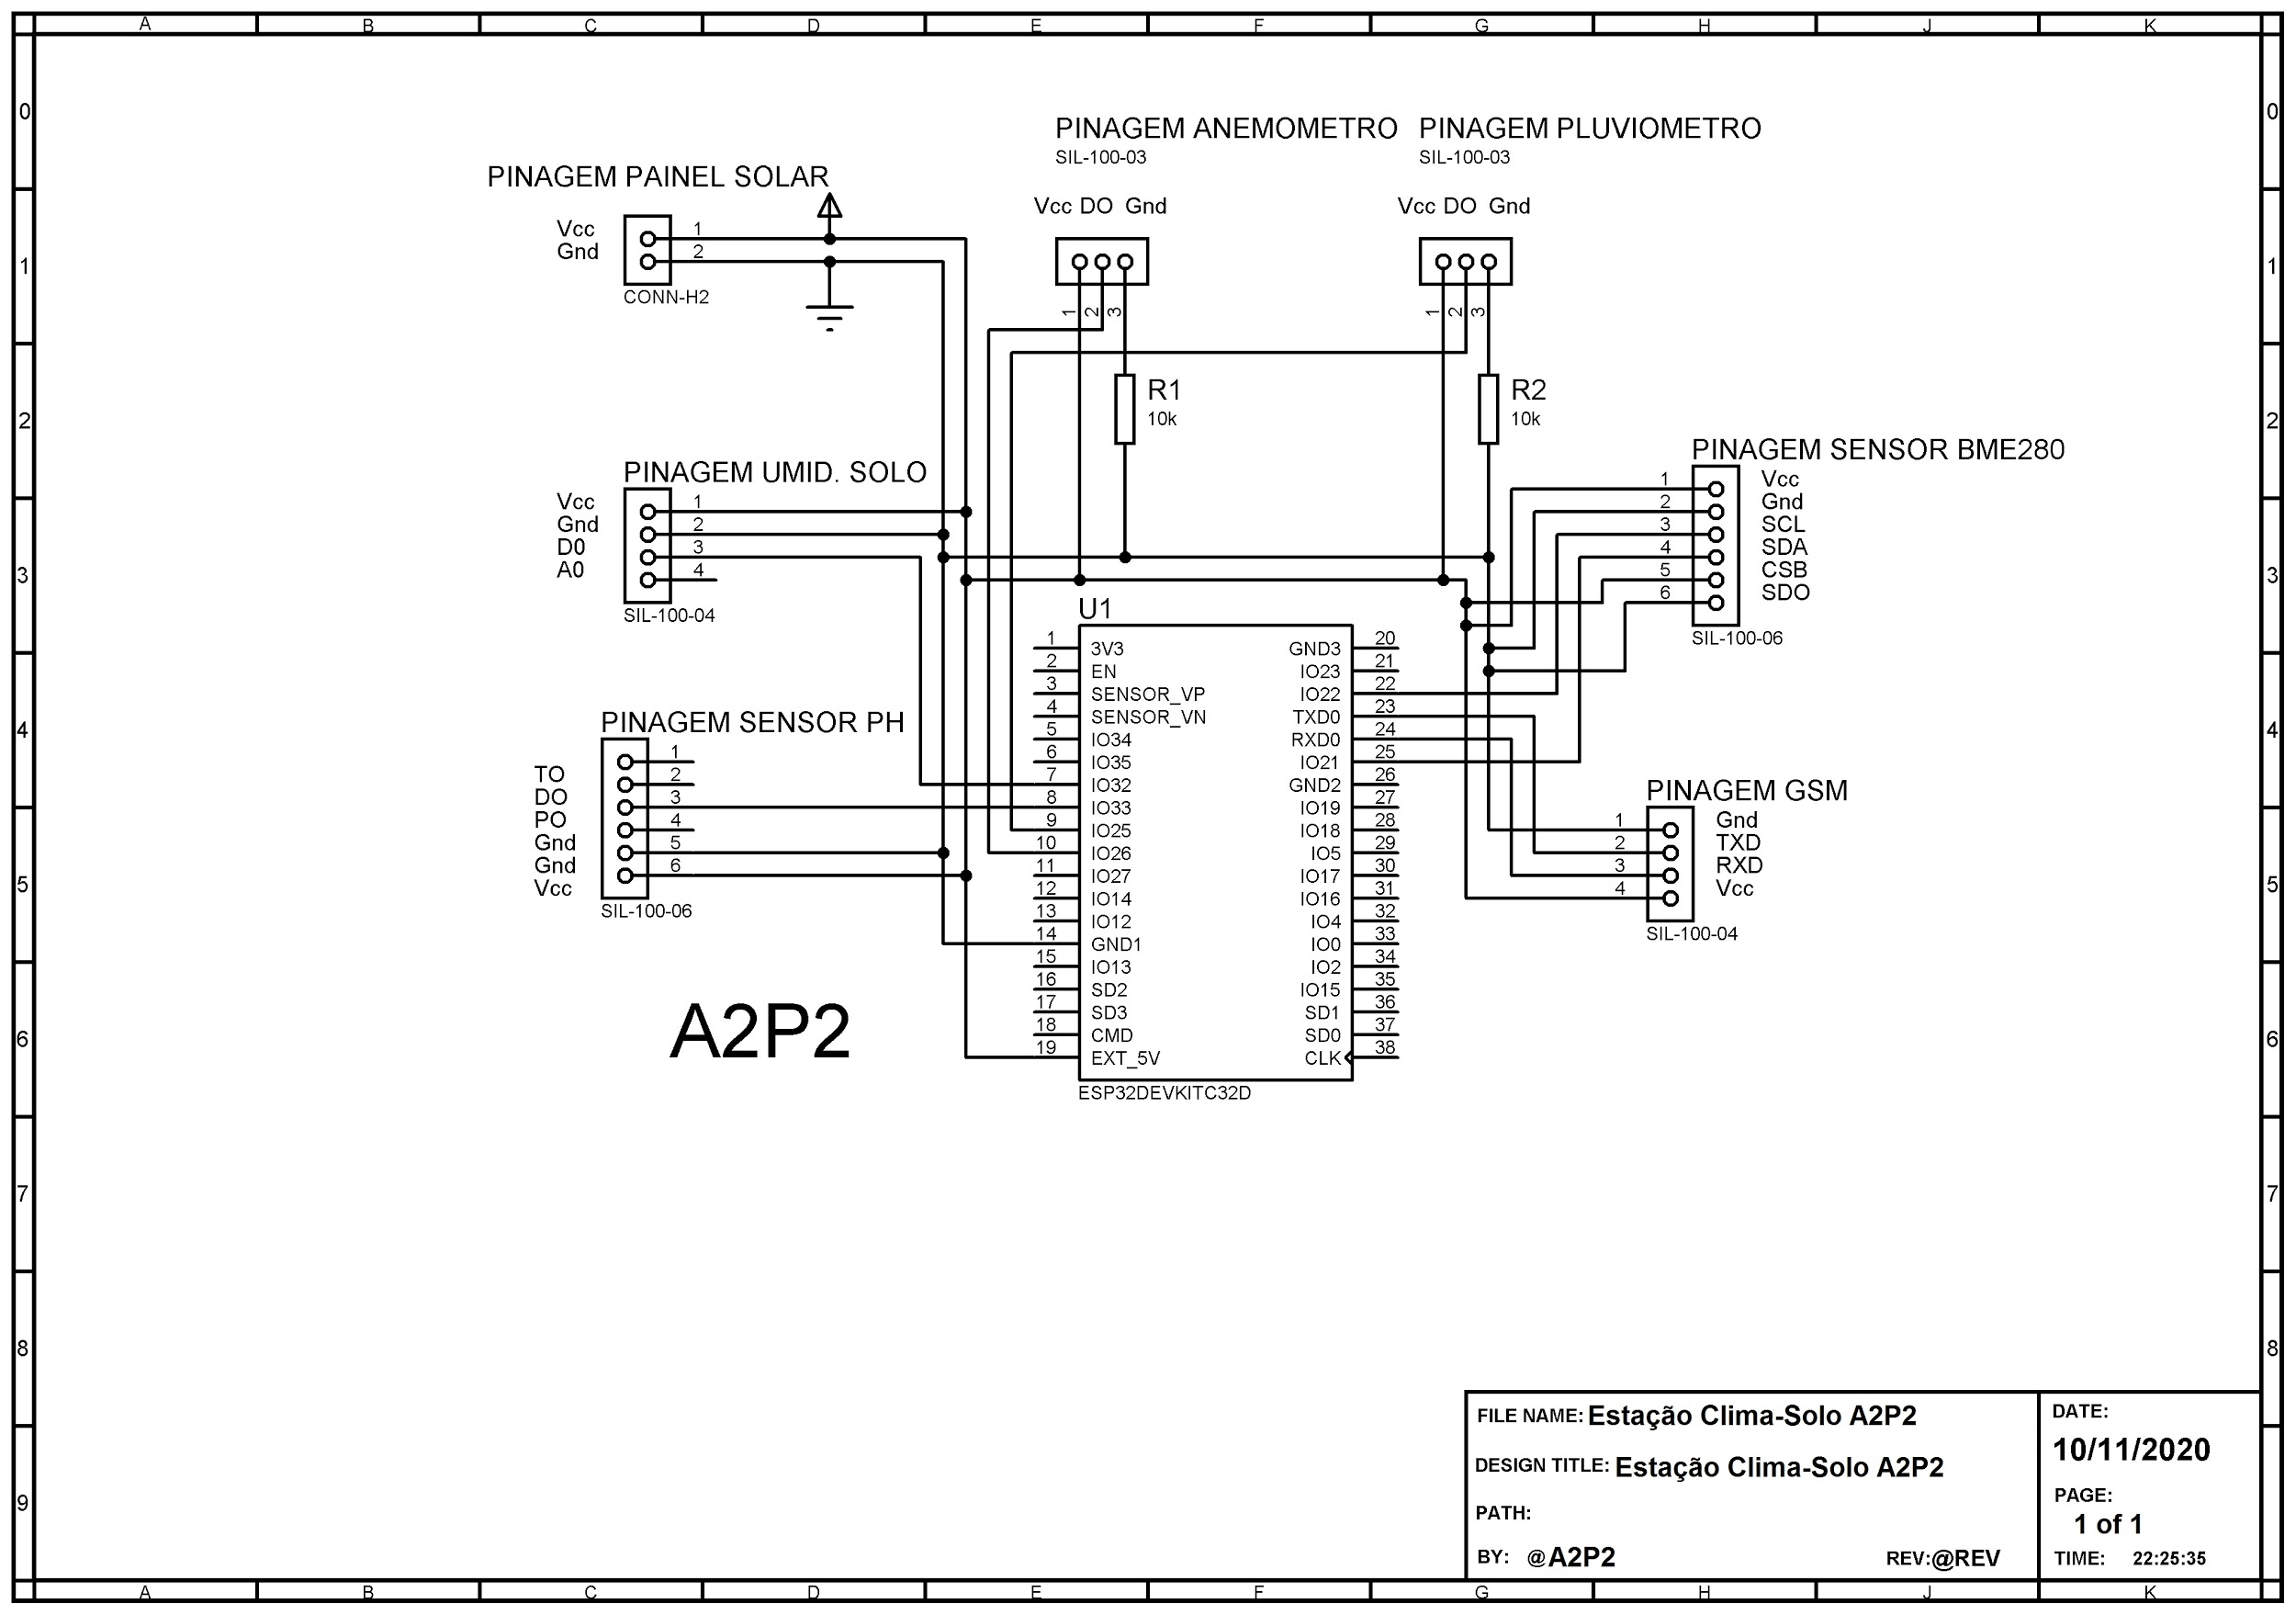 A B C D E F G H J K
0 0
1 1
2 2
3 3
4 4
5 5
6 6
7 7
8 8
9 9
PINAGEM PAINEL SOLAR
Vcc 1
Gnd 2
CONN-H2
PINAGEM ANEMOMETRO
SIL-100-03
Vcc DO Gnd
1 2 3
R1
10k
PINAGEM PLUVIOMETRO
SIL-100-03
Vcc DO Gnd
1 2 3
R2
10k
PINAGEM UMID. SOLO
Vcc 1
Gnd 2
D0 3
A0 4
SIL-100-04
PINAGEM SENSOR BME280
1 Vcc
2 Gnd
3 SCL
4 SDA
5 CSB
6 SDO
SIL-100-06
PINAGEM SENSOR PH
1
TO 2
DO 3
PO 4
Gnd 5
Gnd 6
Vcc
SIL-100-06
U1
1 3V3 GND3 20
2 EN IO23 21
3 SENSOR_VP IO22 22
4 SENSOR_VN TXD0 23
5 IO34 RXD0 24
6 IO35 IO21 25
7 IO32 GND2 26
8 IO33 IO19 27
9 IO25 IO18 28
10 IO26 IO5 29
11 IO27 IO17 30
12 IO14 IO16 31
13 IO12 IO4 32
14 GND1 IO0 33
15 IO13 IO2 34
16 SD2 IO15 35
17 SD3 SD1 36
18 CMD SD0 37
19 EXT_5V CLK 38
ESP32DEVKITC32D
PINAGEM GSM
1 Gnd
2 TXD
3 RXD
4 Vcc
SIL-100-04
A2P2
FILE NAME: Estação Clima-Solo A2P2
DESIGN TITLE: Estação Clima-Solo A2P2
PATH:
BY: @A2P2 REV:@REV
DATE:
10/11/2020
PAGE:
1 of 1
TIME: 22:25:35
A B C D E F G H J K